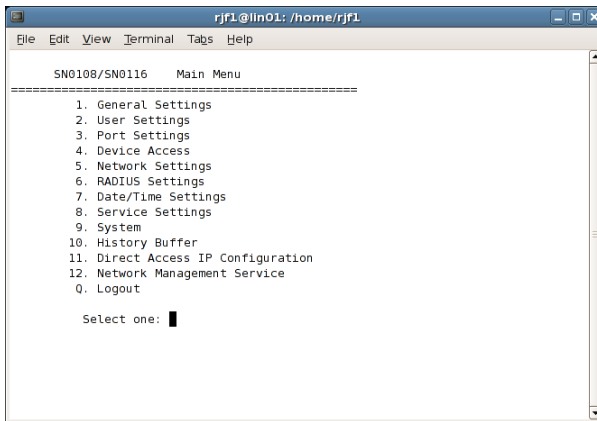 rjf1@lin01: /home/rjf1
File Edit View Terminal Tabs Help
SN0108/SN0116 Main Menu
================================================
1. General Settings
2. User Settings
3. Port Settings
4. Device Access
5. Network Settings
6. RADIUS Settings
7. Date/Time Settings
8. Service Settings
9. System
10. History Buffer
11. Direct Access IP Configuration
12. Network Management Service
Q. Logout
Select one: